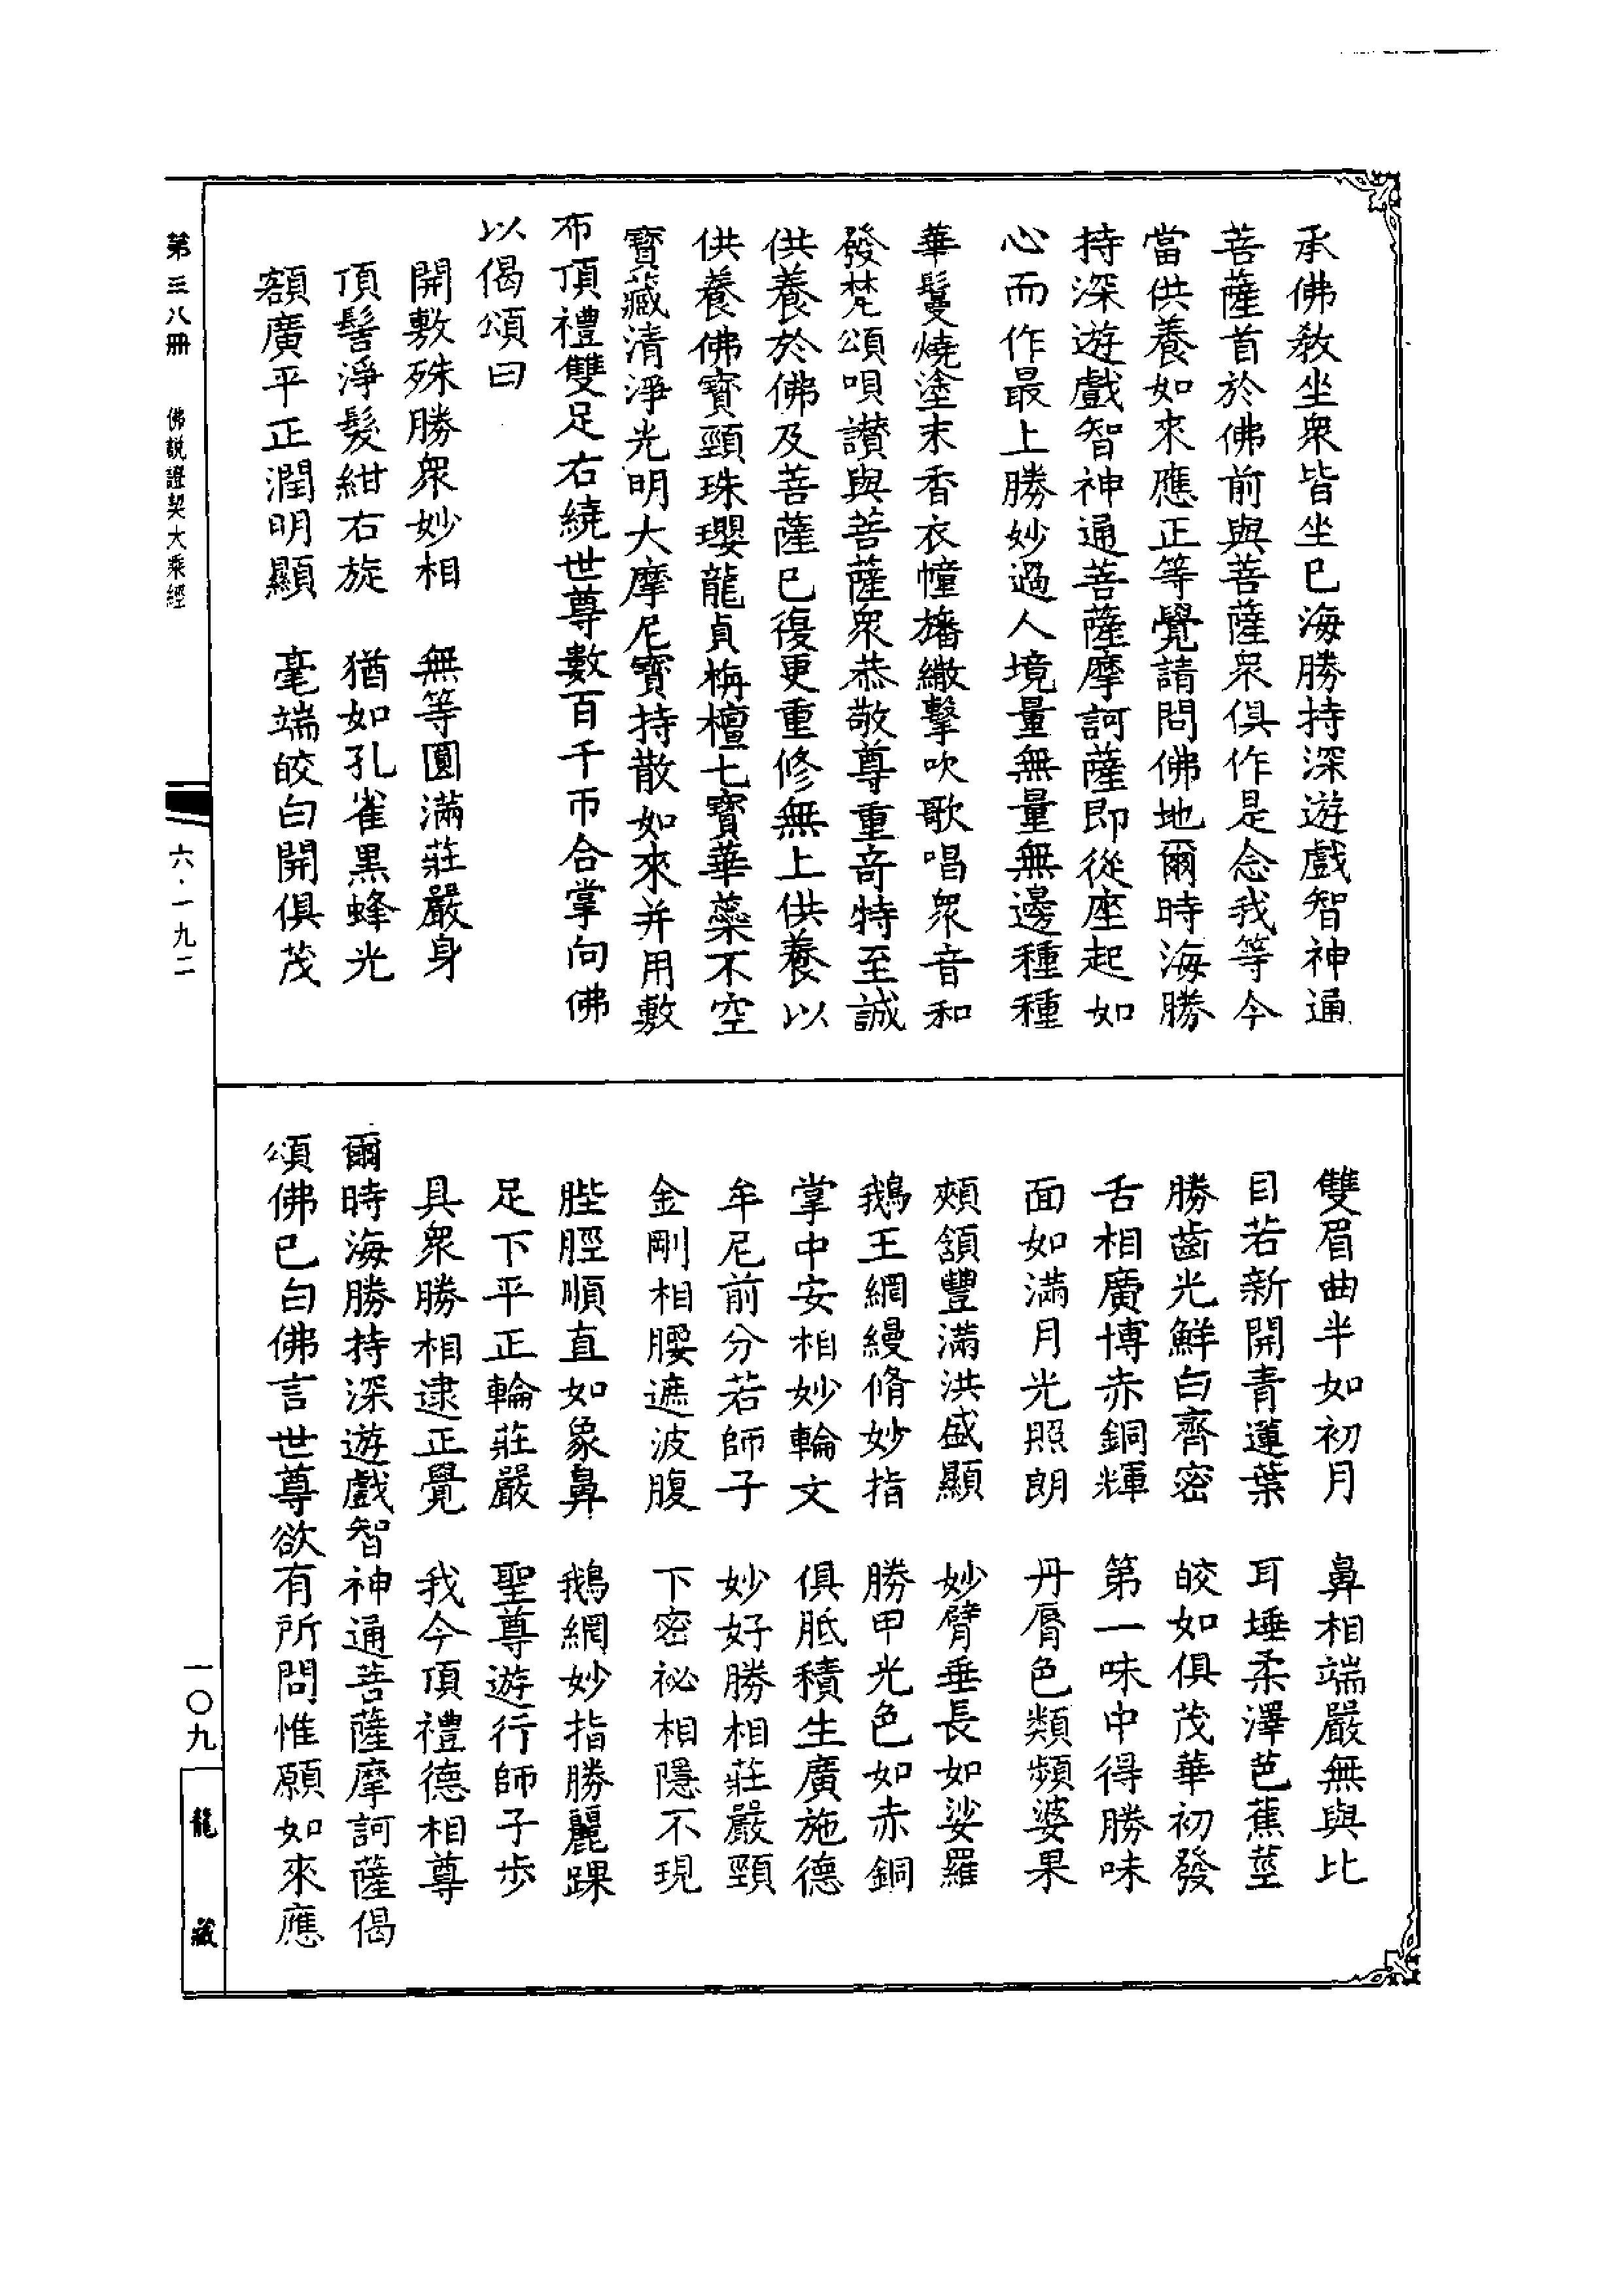 承佛敎坐衆皆坐已海勝持深遊戲智神通
菩薩首於佛前與菩薩衆俱作是念我等今
當供養如來應正等覺請問佛地爾時海勝
持深遊戲智神通菩薩摩訶薩即從座起如
心而作最上勝妙過人境量無量無邊種種
華鬘燒塗末香衣幢旛繖擊吹歌唱衆音和
發梵頌唄讃與菩薩衆恭敬尊重奇特至誠
供養於佛及菩薩已復更重修無上供養以
供養佛寶頸珠瓔龍貞栴檀七寶華蘂不空
寶藏清淨光明大摩尼寶持散如來并用敷
布頂禮雙足右繞世尊數百千帀合掌向佛
以偈頌曰
開敷殊勝衆妙相　無等圓滿莊嚴身
頂髻淨髮紺右旋　猶如孔雀黒蜂光
額廣平正潤明顯　毫端皎白開俱茂
雙眉曲半如初月　鼻相端嚴無與比
目若新開青蓮葉　耳埵柔澤芭蕉莖
勝齒光鮮白齊密　皎如俱茂華初發
舌相廣博赤銅輝　第一味中得勝味
面如滿月光照朗　丹脣色類頻婆果
頰頷豐滿洪盛顯　妙臂垂長如娑羅
鵝王網縵脩妙指　勝甲光色如赤銅
掌中安相妙輪文　俱胝積生廣施德
牟尼前分若師子　妙好勝相莊嚴頸
金剛相腰遮波腹　下密祕相隱不現
䏶脛順直如象鼻　鵝網妙指勝麗踝
足下平正輪莊嚴　聖尊遊行師子步
具衆勝相逮正覺　我今頂禮德相尊
爾時海勝持深遊戲智神通菩薩摩訶薩偈
頌佛已白佛言世尊欲有所問惟願如來應
第三八冊　佛說證契大乘經
六·一九二
一〇九
龍藏